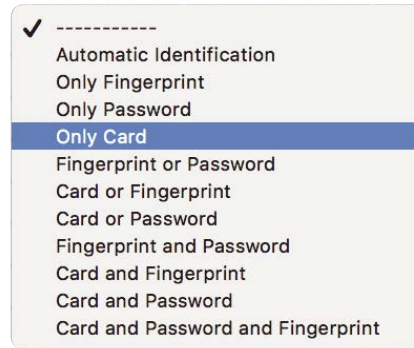 -----------
Automatic Identification
Only Fingerprint
Only Password
Only Card
Fingerprint or Password
Card or Fingerprint
Card or Password
Fingerprint and Password
Card and Fingerprint
Card and Password
Card and Password and Fingerprint